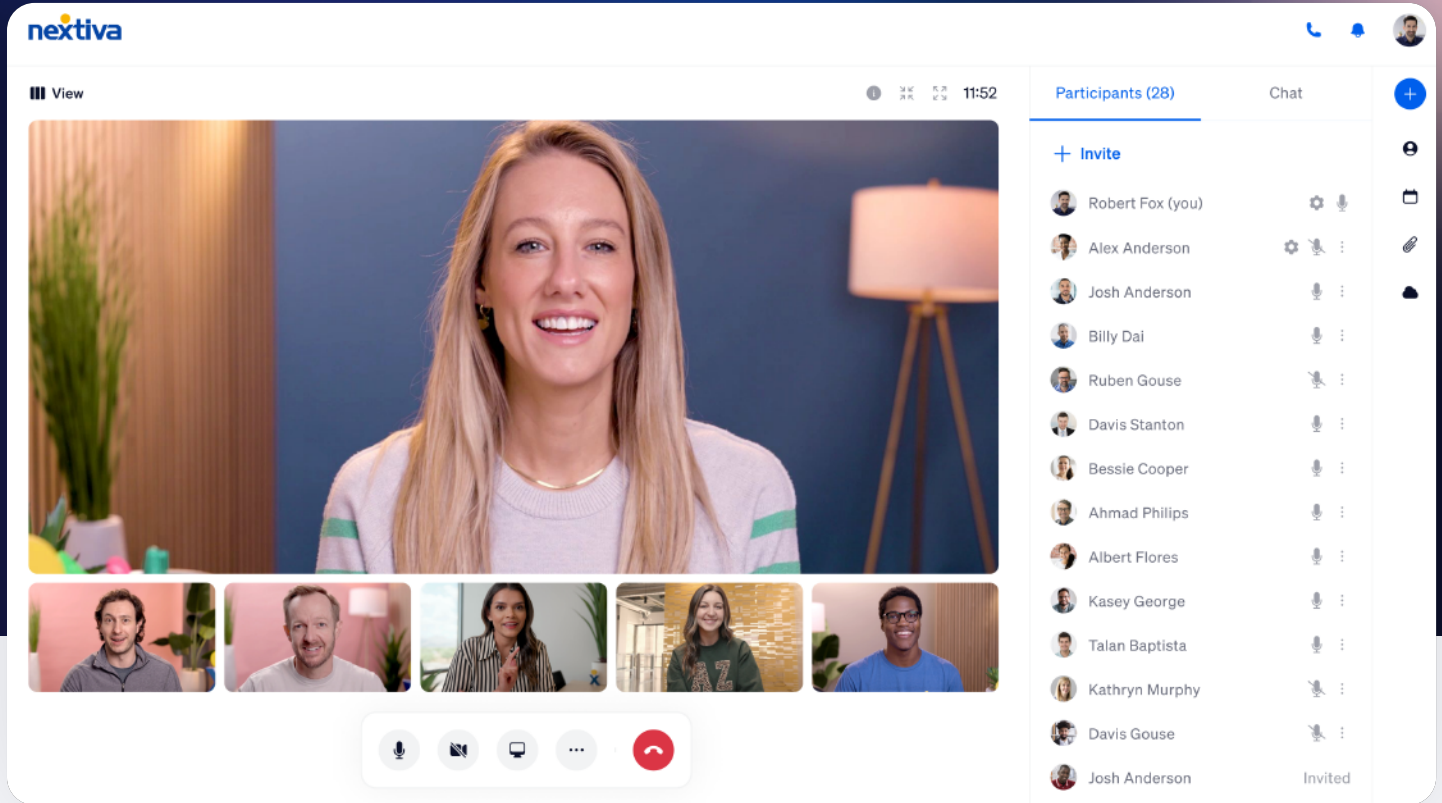 nextiva
View
11:52
Participants (28)
Chat
Invite
Robert Fox (you)
Alex Anderson
Josh Anderson
Billy Dai
Ruben Gouse
Davis Stanton
Bessie Cooper
Ahmad Philips
Albert Flores
Kasey George
Talan Baptista
Kathryn Murphy
Davis Gouse
Josh Anderson
Invited
AZ